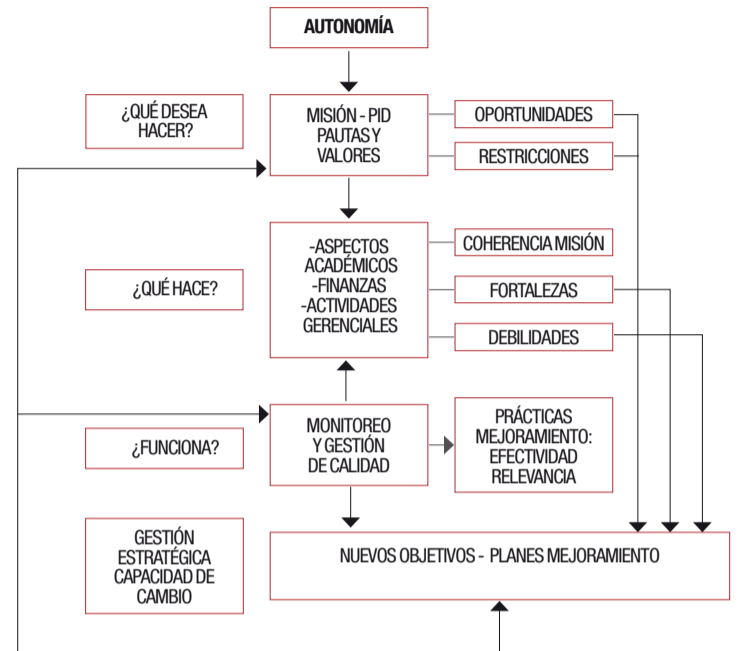 AUTONOMÍA
¿QUÉ DESEA
HACER?
MISIÓN - PID
PAUTAS Y
VALORES
OPORTUNIDADES
RESTRICCIONES
¿QUÉ HACE?
-ASPECTOS
ACADÉMICOS
-FINANZAS
-ACTIVIDADES
GERENCIALES
COHERENCIA MISIÓN
FORTALEZAS
DEBILIDADES
¿FUNCIONA?
MONITOREO
Y GESTIÓN
DE CALIDAD
PRÁCTICAS
MEJORAMIENTO:
EFECTIVIDAD
RELEVANCIA
GESTIÓN
ESTRATÉGICA
CAPACIDAD DE
CAMBIO
NUEVOS OBJETIVOS - PLANES MEJORAMIENTO